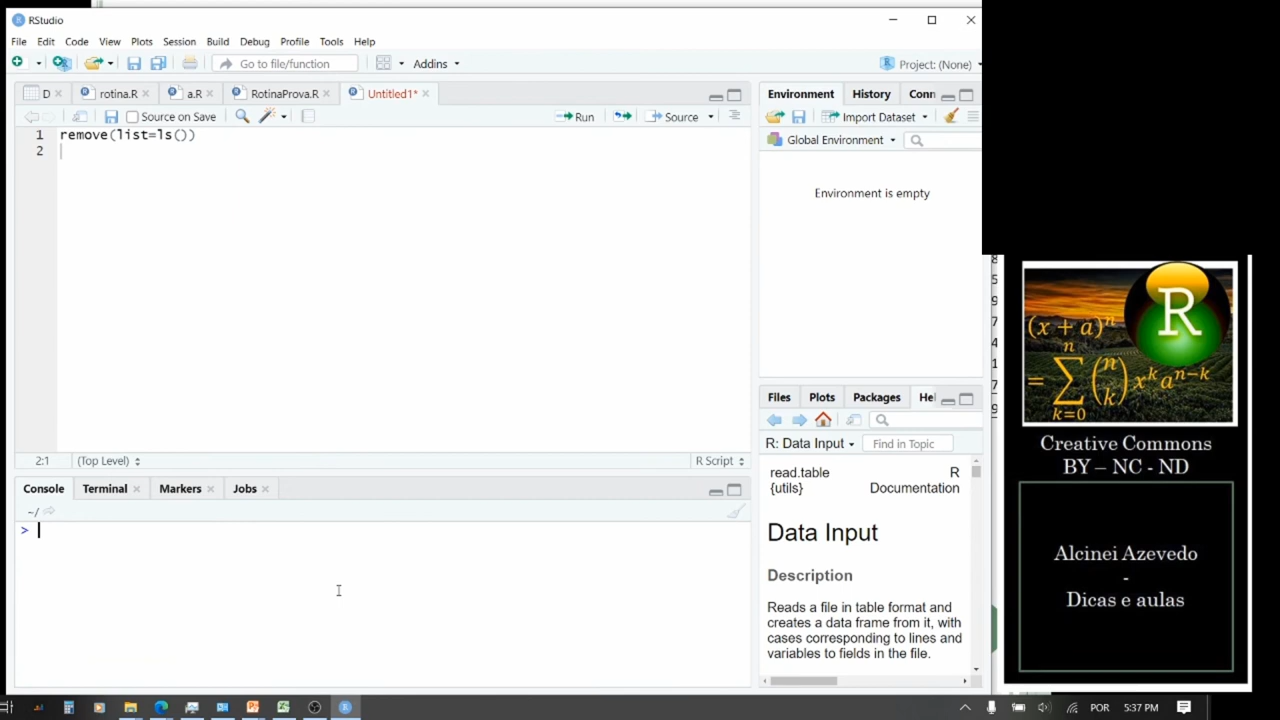 RStudio
File Edit Code View Plots Session Build Debug Profile Tools Help
Go to file/function Addins Project: (None)
D rotina.R a.R RotinaProva.R Untitled1*
Source on Save Run Source
1 remove(list=ls())
2
2:1 (Top Level) R Script
Console Terminal Markers Jobs
~/
>
Environment History Conn
Import Dataset
Global Environment
Environment is empty
Files Plots Packages Hel
R: Data Input Find in Topic
read.table R
{utils} Documentation
Data Input
Description
Reads a file in table format and
creates a data frame from it, with
cases corresponding to lines and
variables to fields in the file.
R
(x + a)^n
= ∑_{k=0}^{n} (n k) x^k a^{n−k}
Creative Commons
BY – NC - ND
Alcinei Azevedo
-
Dicas e aulas
POR 5:37 PM